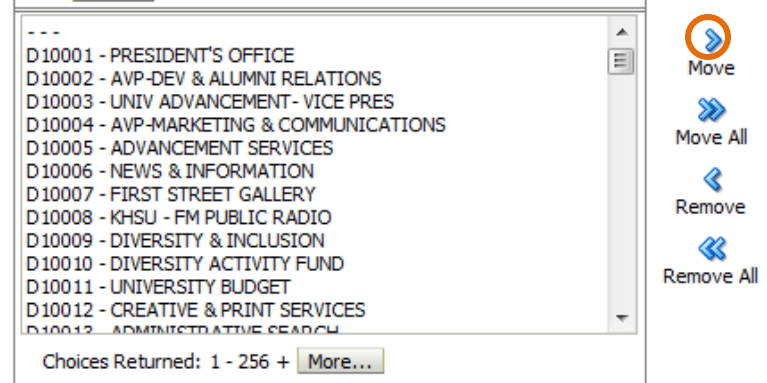 - - -
D10001 - PRESIDENT'S OFFICE
D10002 - AVP-DEV & ALUMNI RELATIONS
D10003 - UNIV ADVANCEMENT- VICE PRES
D10004 - AVP-MARKETING & COMMUNICATIONS
D10005 - ADVANCEMENT SERVICES
D10006 - NEWS & INFORMATION
D10007 - FIRST STREET GALLERY
D10008 - KHSU - FM PUBLIC RADIO
D10009 - DIVERSITY & INCLUSION
D10010 - DIVERSITY ACTIVITY FUND
D10011 - UNIVERSITY BUDGET
D10012 - CREATIVE & PRINT SERVICES
D10013 - ADMINISTRATIVE SEARCH
Choices Returned: 1 - 256 + More...
Move
Move All
Remove
Remove All